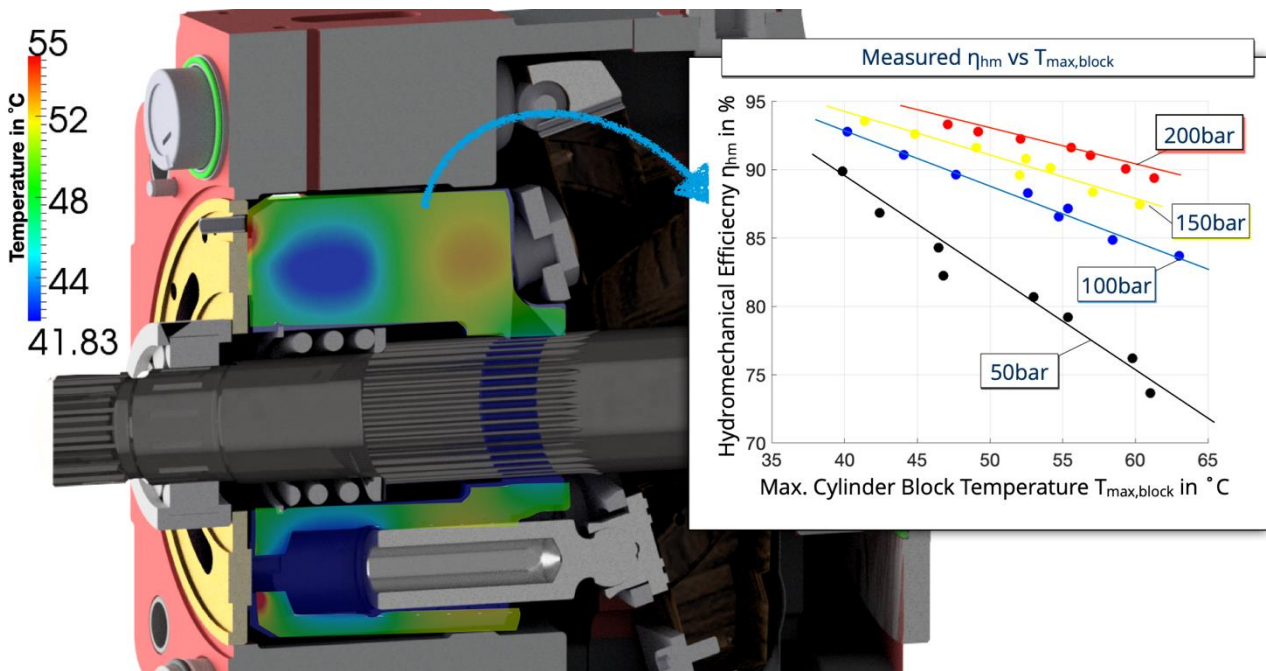 55
52
48
44
41.83
Temperature in ˚C
Measured ηhm vs Tmax,block
95
90
85
80
75
70
Hydromechanical Efficiecny ηhm in %
200bar
150bar
100bar
50bar
35 40 45 50 55 60 65
Max. Cylinder Block Temperature Tmax,block in ˚C